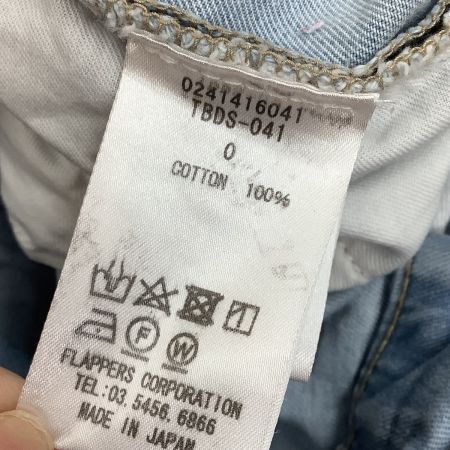 0241416041
TBDS-041
0
COTTON 100%
F W
FLAPPERS CORPORATION
TEL:03.5456.6866
MADE IN JAPAN